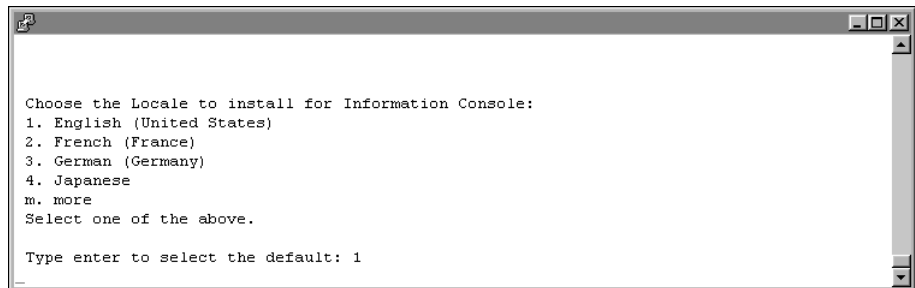 Choose the Locale to install for Information Console:
1. English (United States)
2. French (France)
3. German (Germany)
4. Japanese
m. more
Select one of the above.
Type enter to select the default: 1